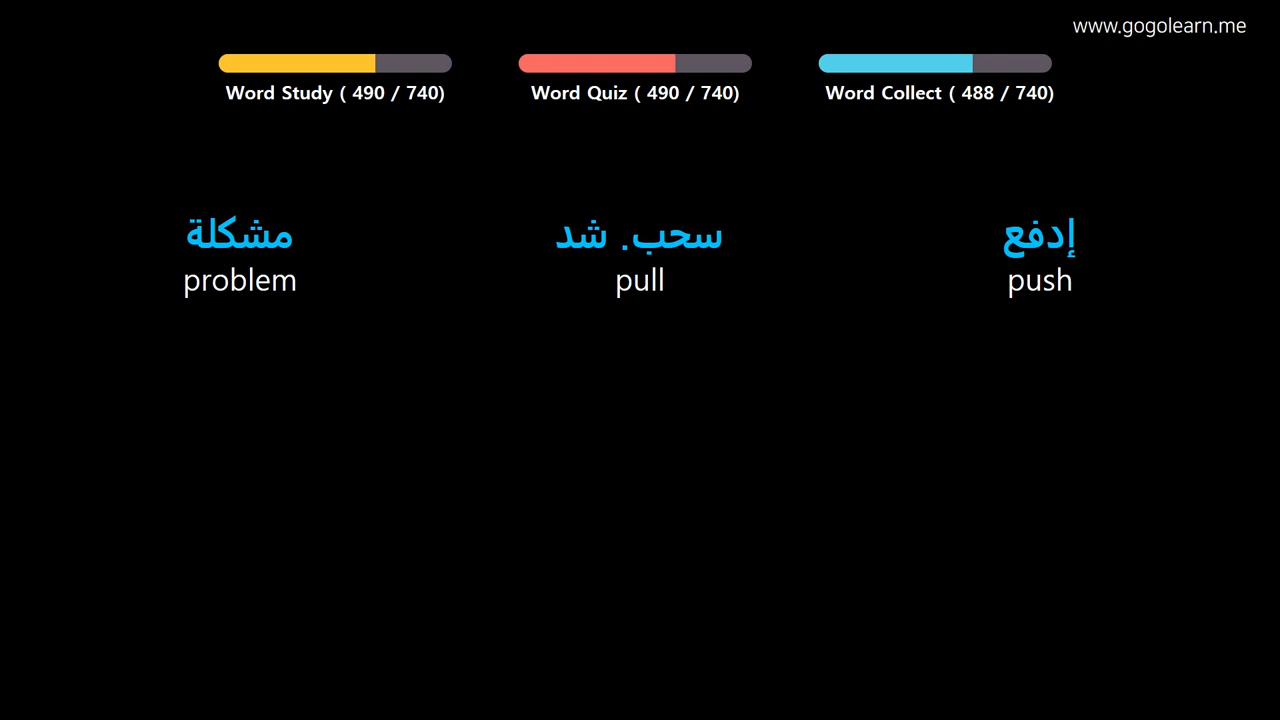 www.gogolearn.me
Word Study ( 490 / 740)
Word Quiz ( 490 / 740)
Word Collect ( 488 / 740)
مشكلة
problem
سحب. شد
pull
إدفع
push